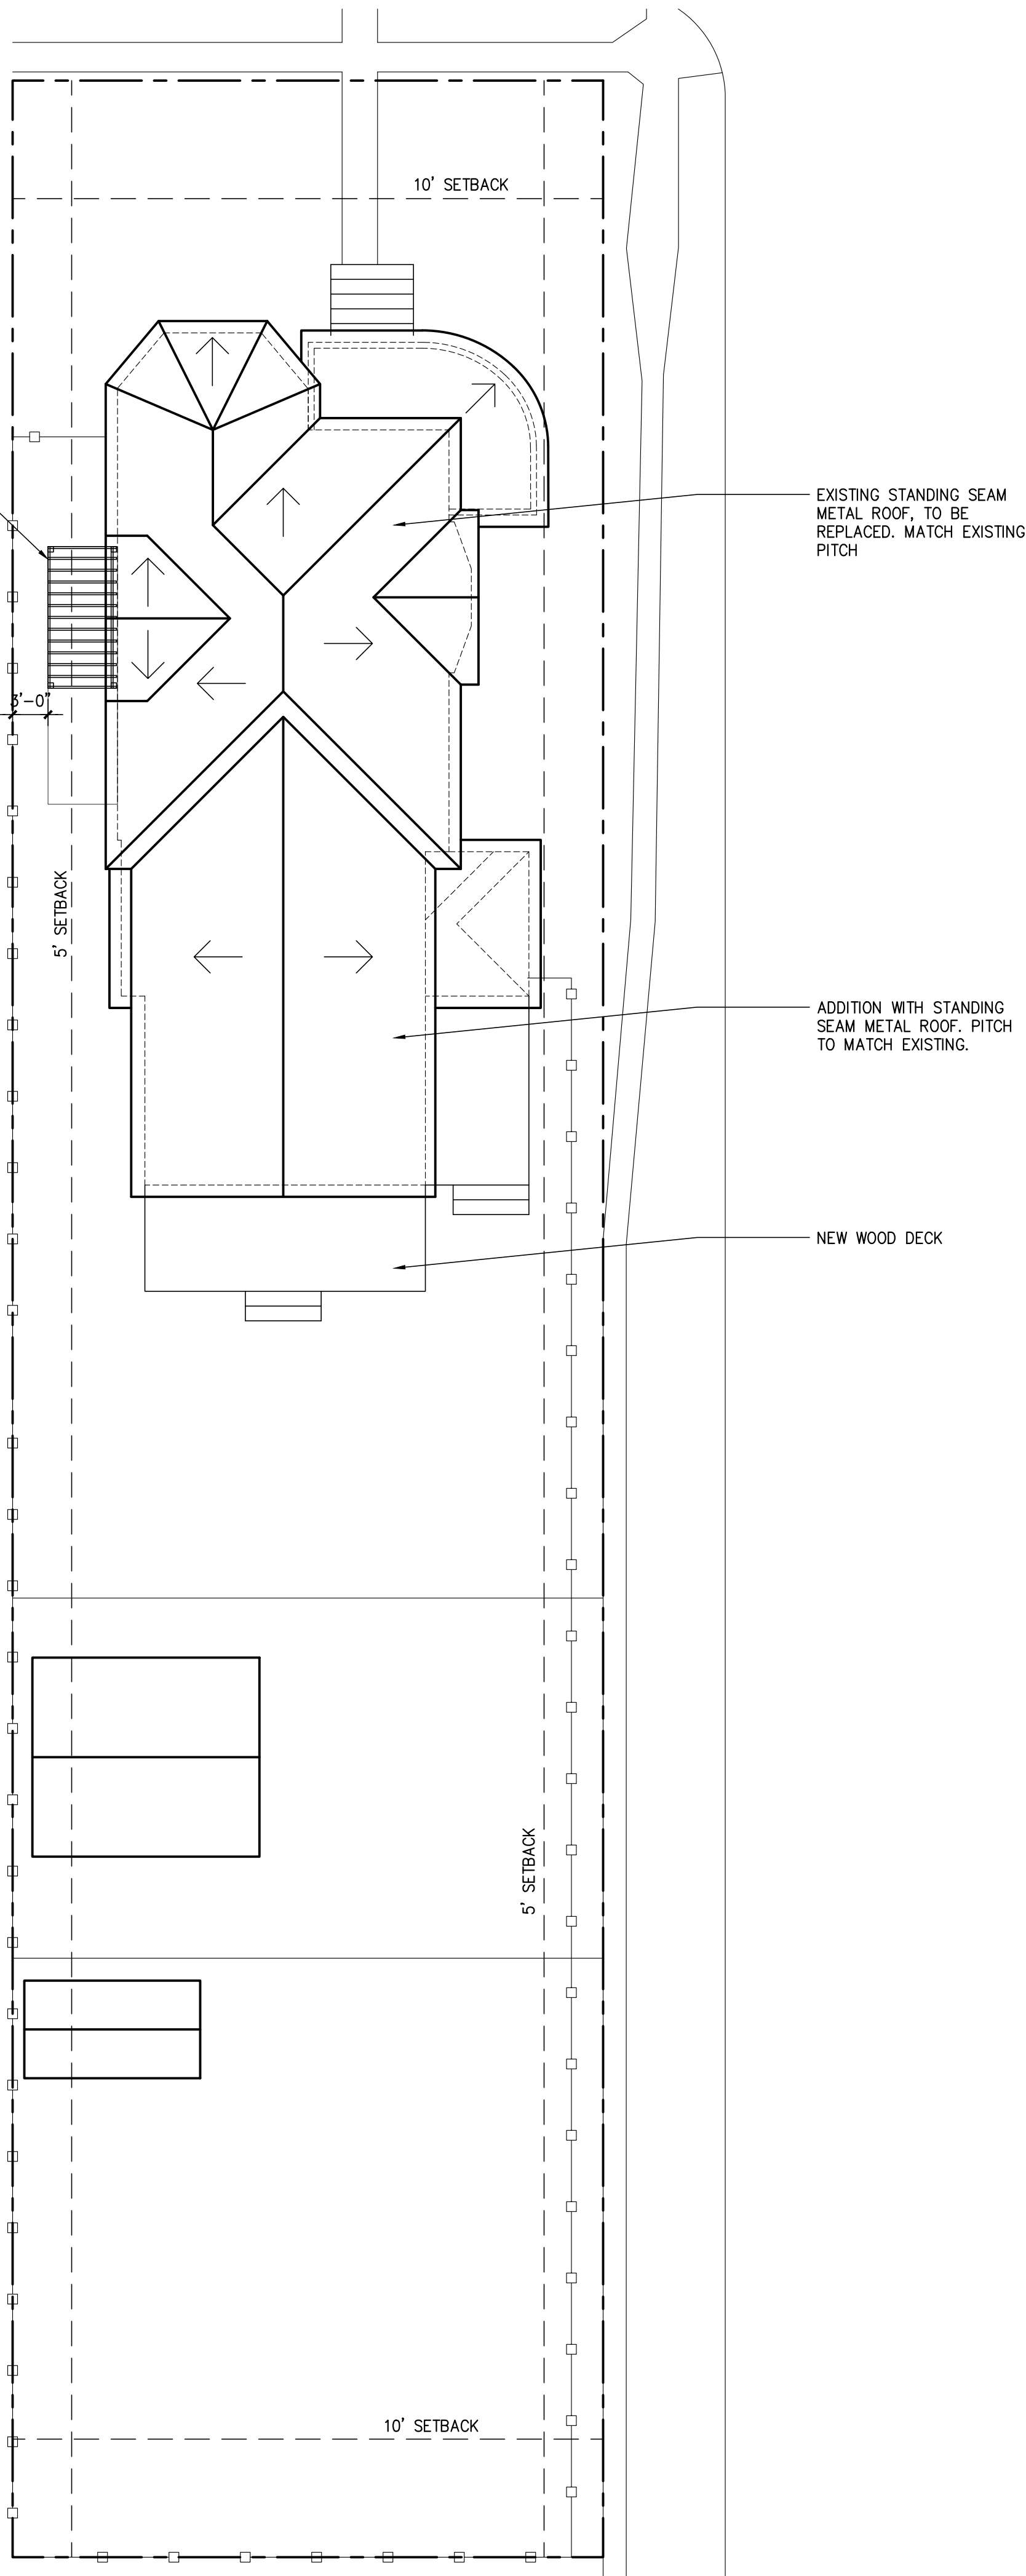 10' SETBACK
EXISTING STANDING SEAM
METAL ROOF, TO BE
REPLACED. MATCH EXISTING
PITCH
3'-0"
5' SETBACK
ADDITION WITH STANDING
SEAM METAL ROOF. PITCH
TO MATCH EXISTING.
NEW WOOD DECK
5' SETBACK
10' SETBACK